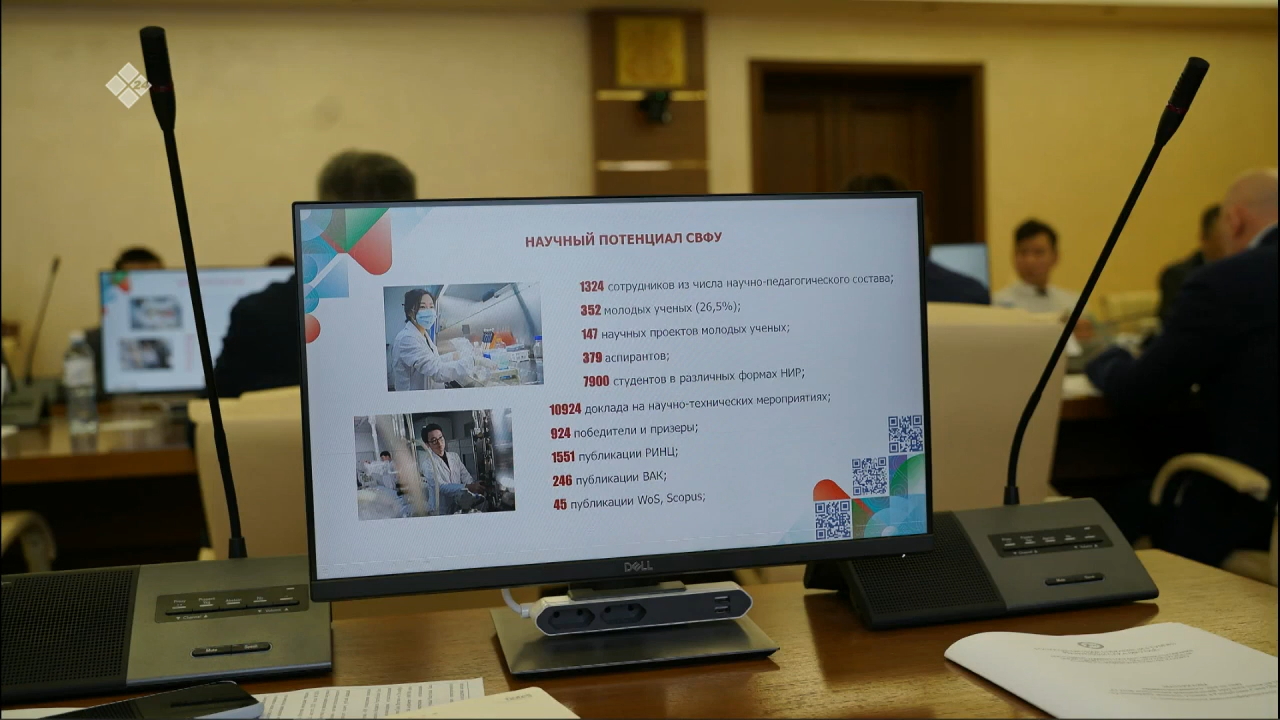 X24
НАУЧНЫЙ ПОТЕНЦИАЛ СВФУ
1324 сотрудников из числа научно-педагогического состава;
352 молодых ученых (26,5%);
147 научных проектов молодых ученых;
379 аспирантов;
7900 студентов в различных формах НИР;
10924 доклада на научно-технических мероприятиях;
924 победители и призеры;
1551 публикации РИНЦ;
246 публикации ВАК;
45 публикации WoS, Scopus;
DELL